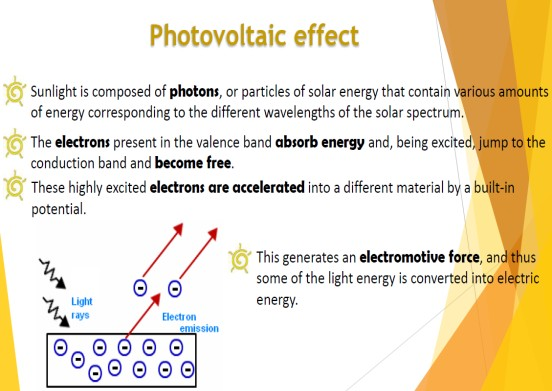 Photovoltaic effect
Sunlight is composed of photons, or particles of solar energy that contain various amounts
of energy corresponding to the different wavelengths of the solar spectrum.
The electrons present in the valence band absorb energy and, being excited, jump to the
conduction band and become free.
These highly excited electrons are accelerated into a different material by a built-in
potential.
This generates an electromotive force, and thus
some of the light energy is converted into electric
energy.
Light
rays
Electron
emission